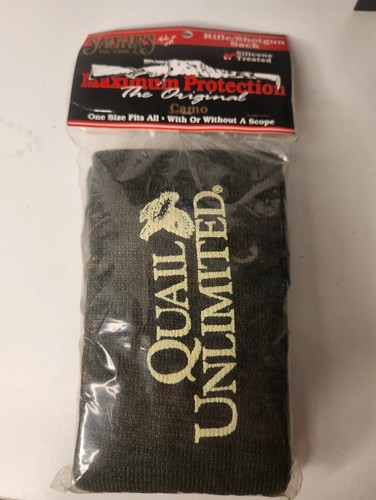 Rifle/Shotgun
Sack
Silicone
Treated
Maximum Protection
The Original
Camo
One Size Fits All • With Or Without A Scope
QUAIL
UNLIMITED®